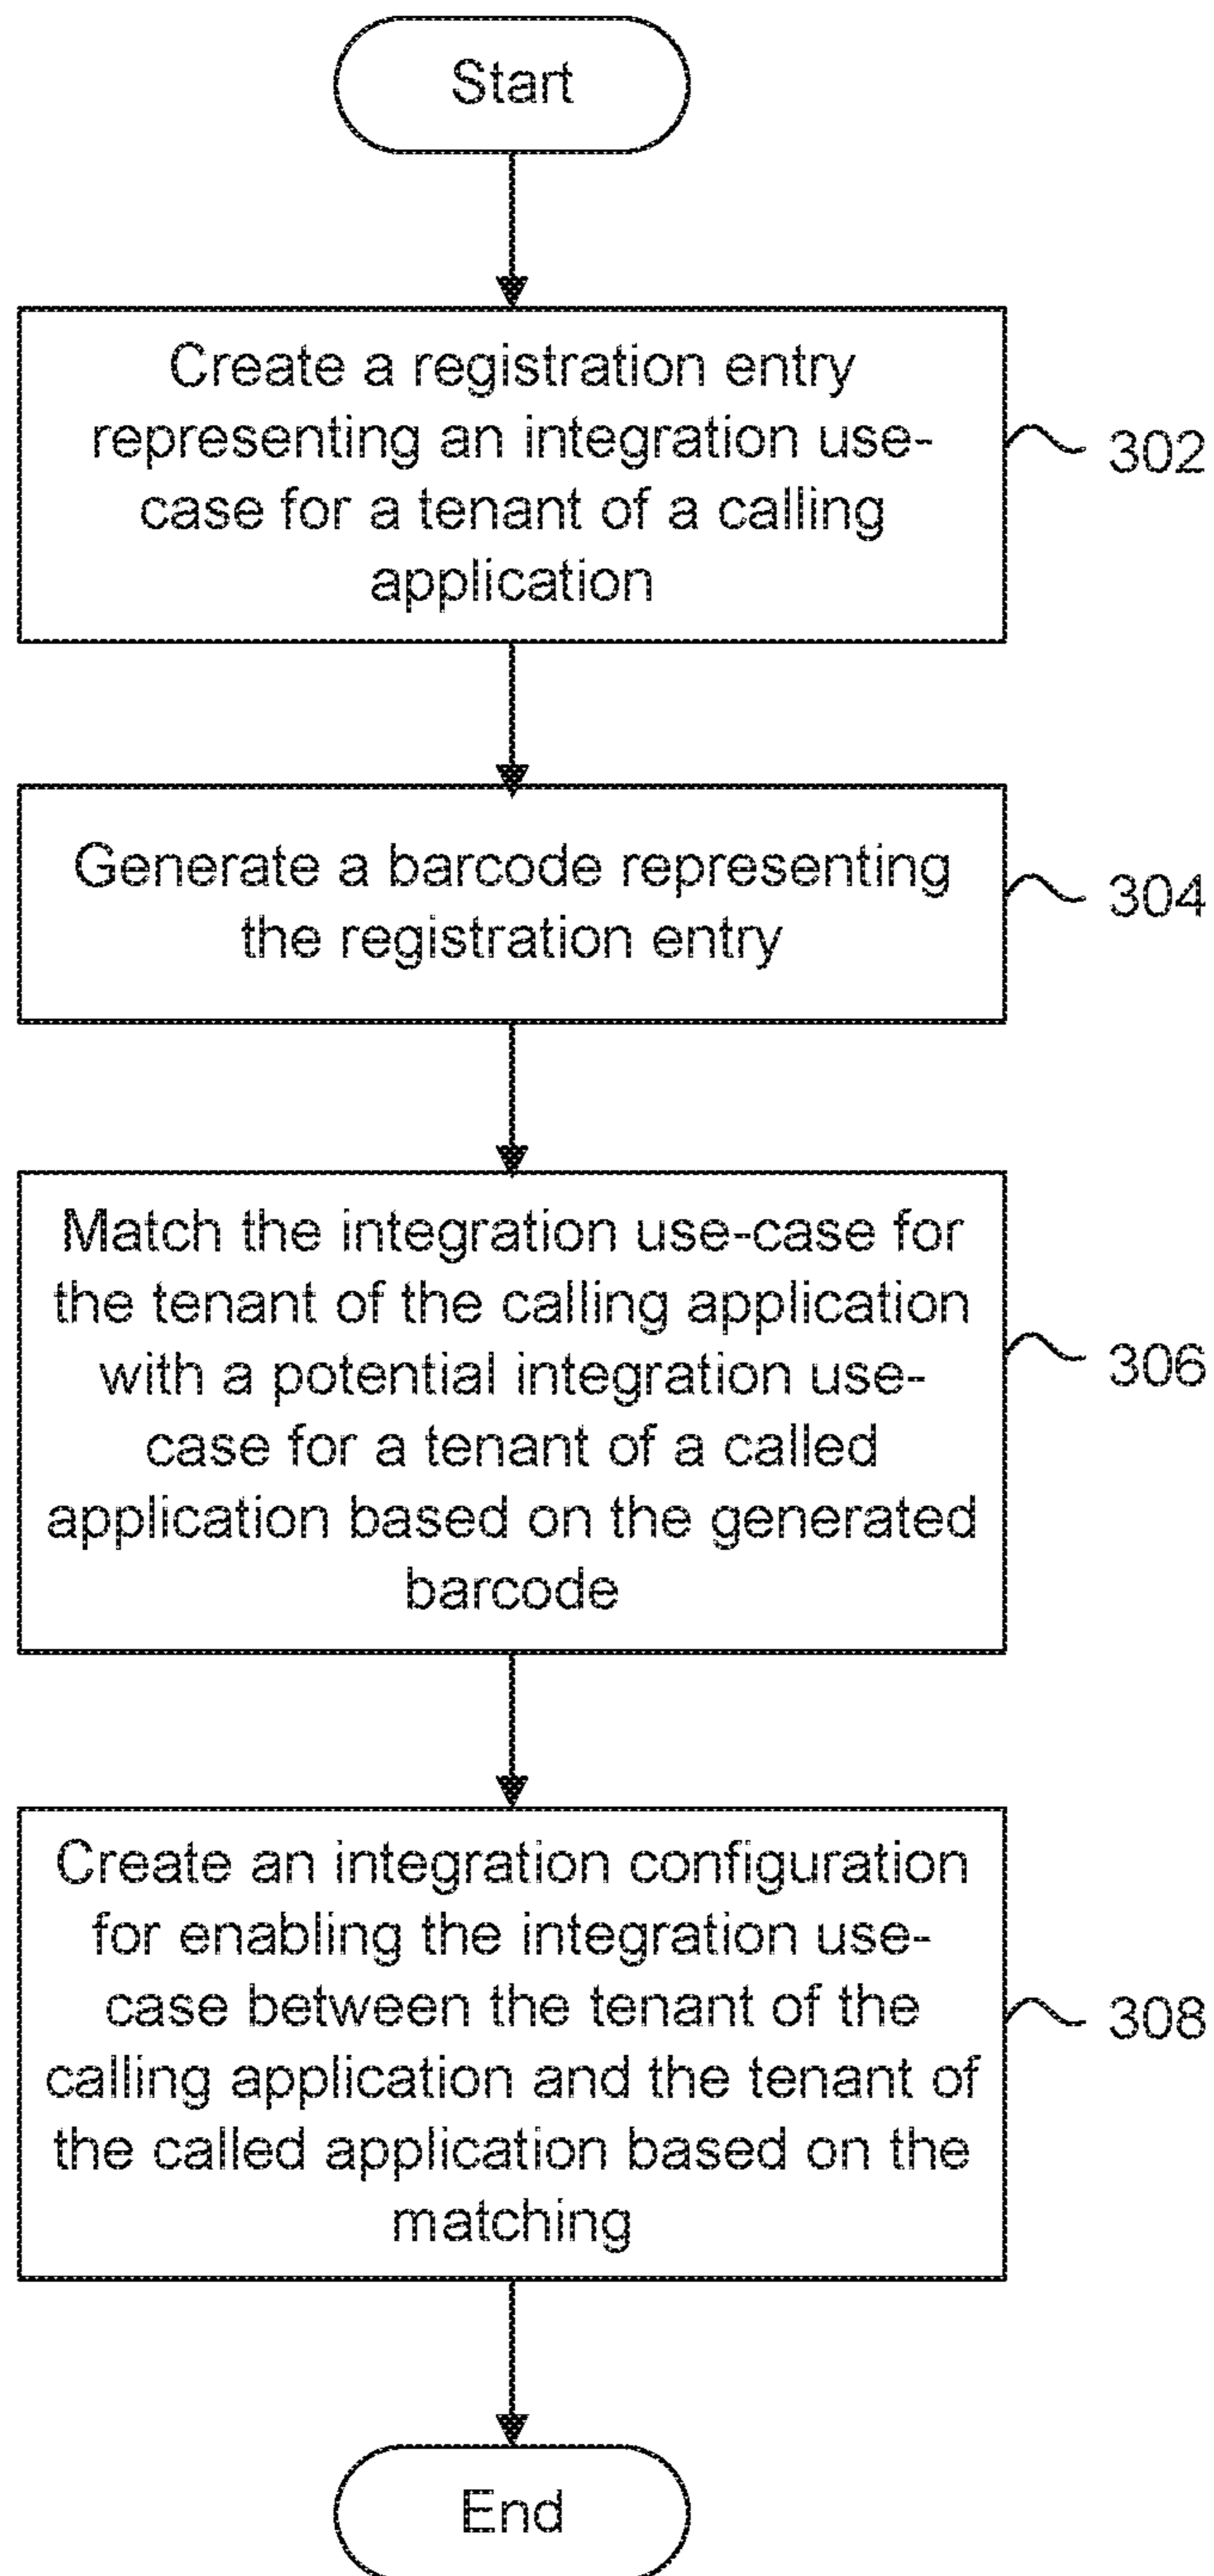 Start
Create a registration entry
representing an integration use-
case for a tenant of a calling
application
302
Generate a barcode representing
the registration entry
304
Match the integration use-case for
the tenant of the calling application
with a potential integration use-
case for a tenant of a called
application based on the generated
barcode
306
Create an integration configuration
for enabling the integration use-
case between the tenant of the
calling application and the tenant of
the called application based on the
matching
308
End